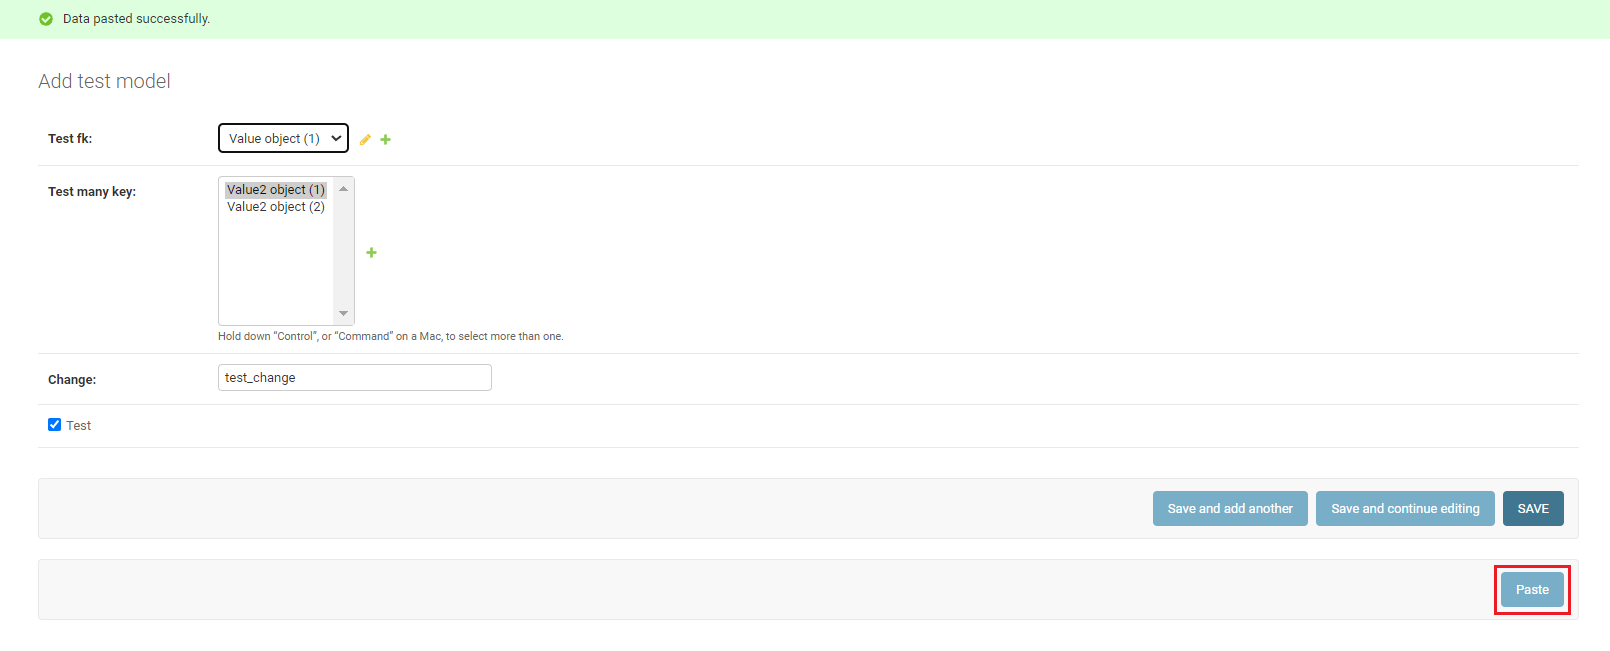 Data pasted successfully.
Add test model
Test fk:
Value object (1)
Test many key:
Value2 object (1)
Value2 object (2)
Hold down “Control”, or “Command” on a Mac, to select more than one.
Change:
test_change
Test
Save and add another
Save and continue editing
SAVE
Paste